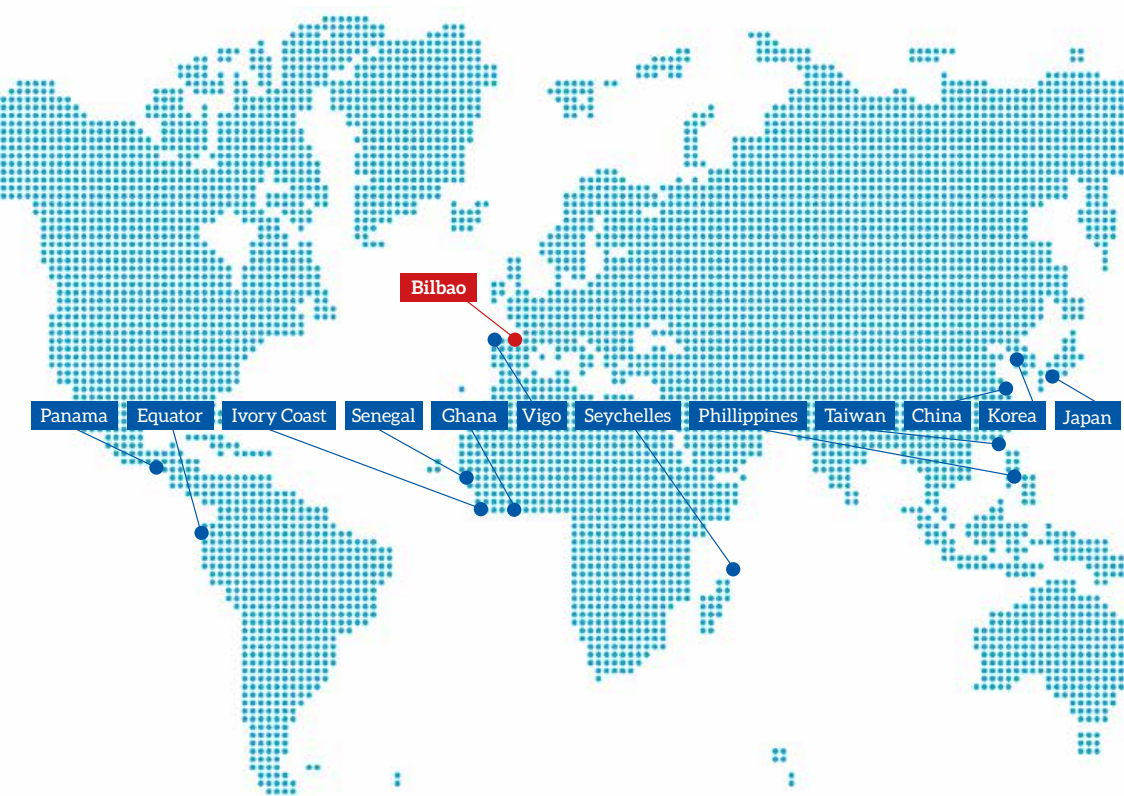 Bilbao
Panama
Equator
Ivory Coast
Senegal
Ghana
Vigo
Seychelles
Phillippines
Taiwan
China
Korea
Japan